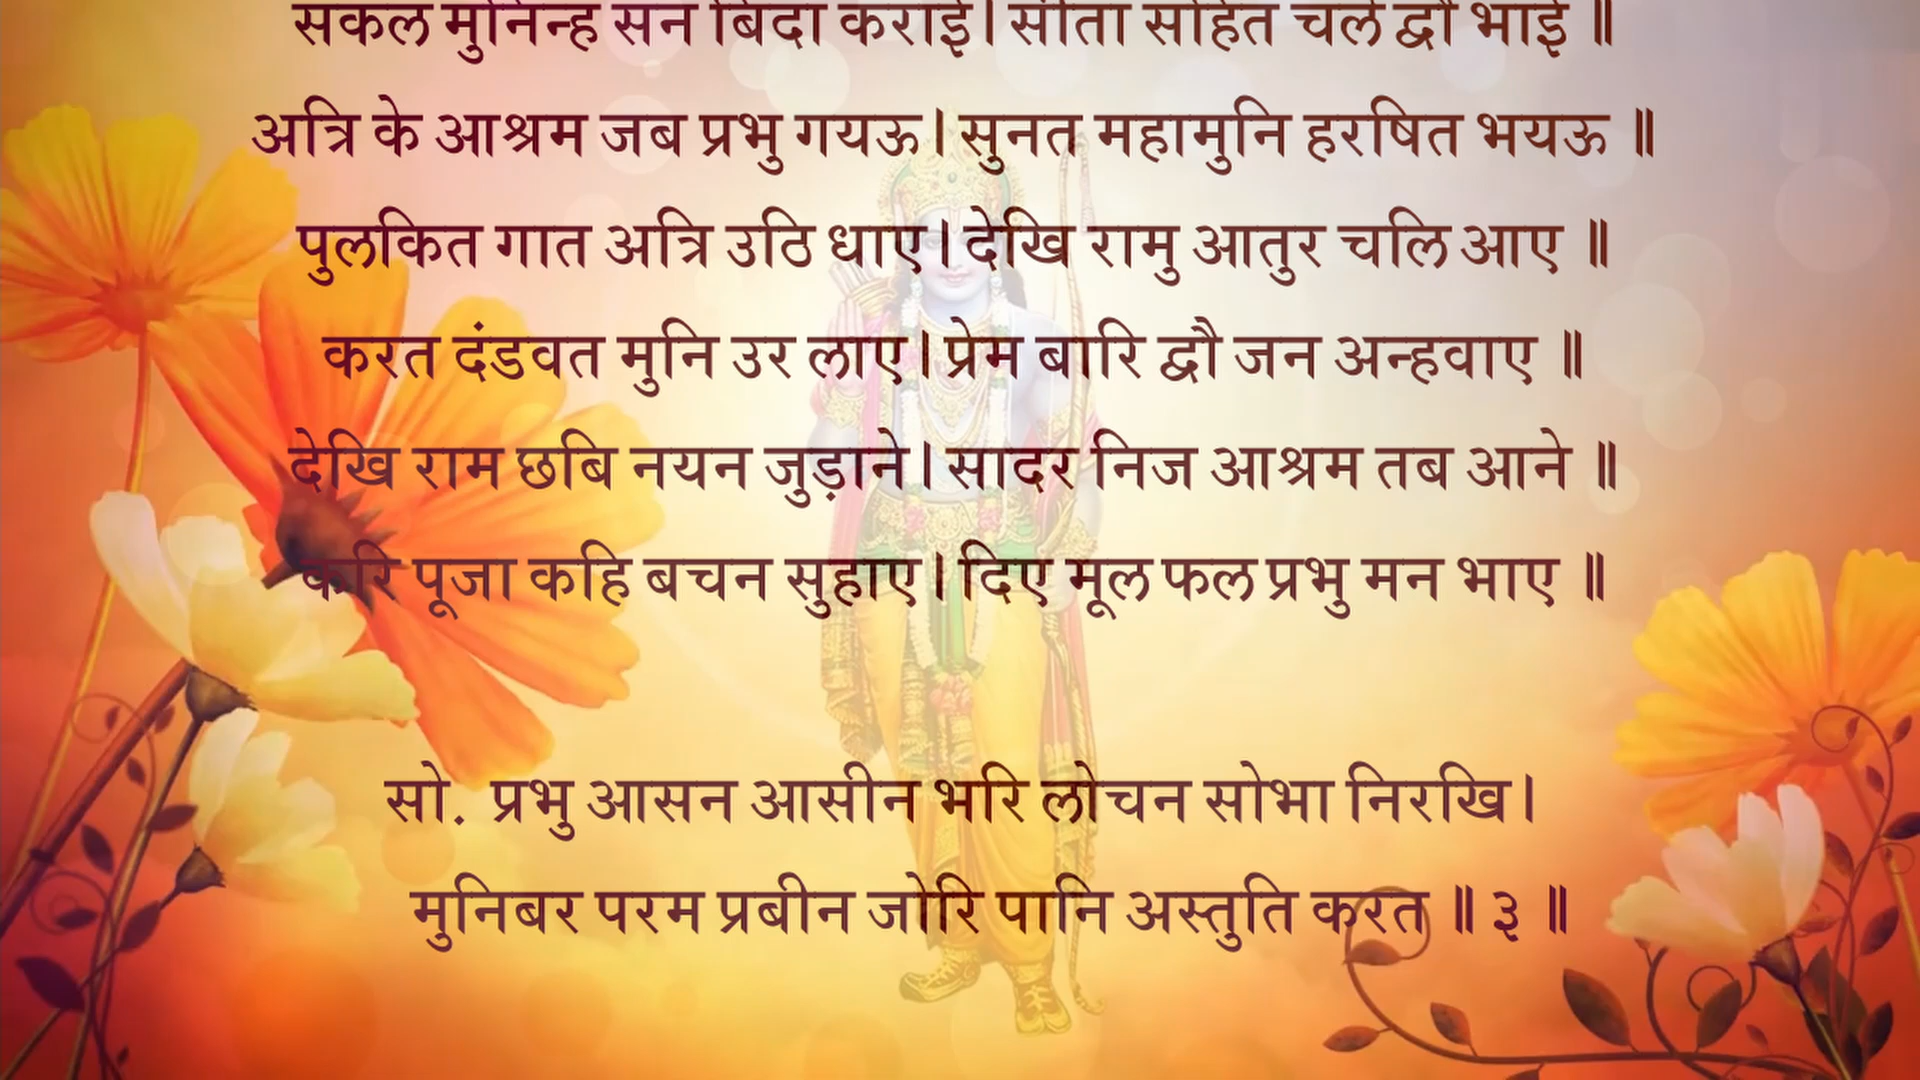 सकल मुनिन्ह सन बिदा कराई। सीता सहित चले द्वौ भाई ॥
अत्रि के आश्रम जब प्रभु गयऊ। सुनत महामुनि हरषित भयऊ ॥
पुलकित गात अत्रि उठि धाए। देखि रामु आतुर चलि आए ॥
करत दंडवत मुनि उर लाए। प्रेम बारि द्वौ जन अन्हवाए ॥
देखि राम छबि नयन जुड़ाने। सादर निज आश्रम तब आने ॥
करि पूजा कहि बचन सुहाए। दिए मूल फल प्रभु मन भाए ॥
सो. प्रभु आसन आसीन भरि लोचन सोभा निरखि।
मुनिबर परम प्रबीन जोरि पानि अस्तुति करत ॥ ३ ॥